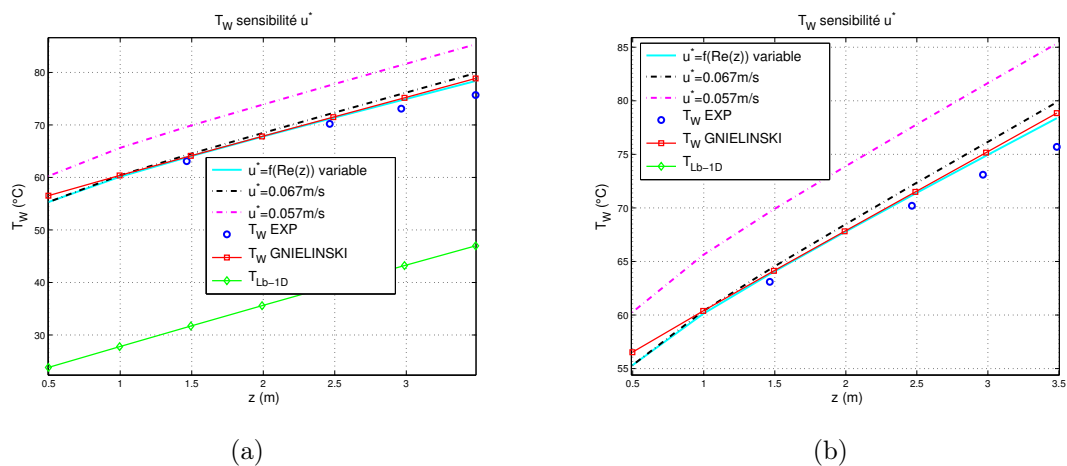 T_W sensibilité u*
80
70
60
50
40
30
T_W (°C)
0.5
1
1.5
2
2.5
3
z (m)
u*=f(Re(z)) variable
u*=0.067m/s
u*=0.057m/s
T_W EXP
T_W GNIELINSKI
T_Lb−1D
(a)
T_W sensibilité u*
85
80
75
70
65
60
55
T_W (°C)
0.5
1
1.5
2
2.5
3
3.5
z (m)
u*=f(Re(z)) variable
u*=0.067m/s
u*=0.057m/s
T_W EXP
T_W GNIELINSKI
T_Lb−1D
(b)